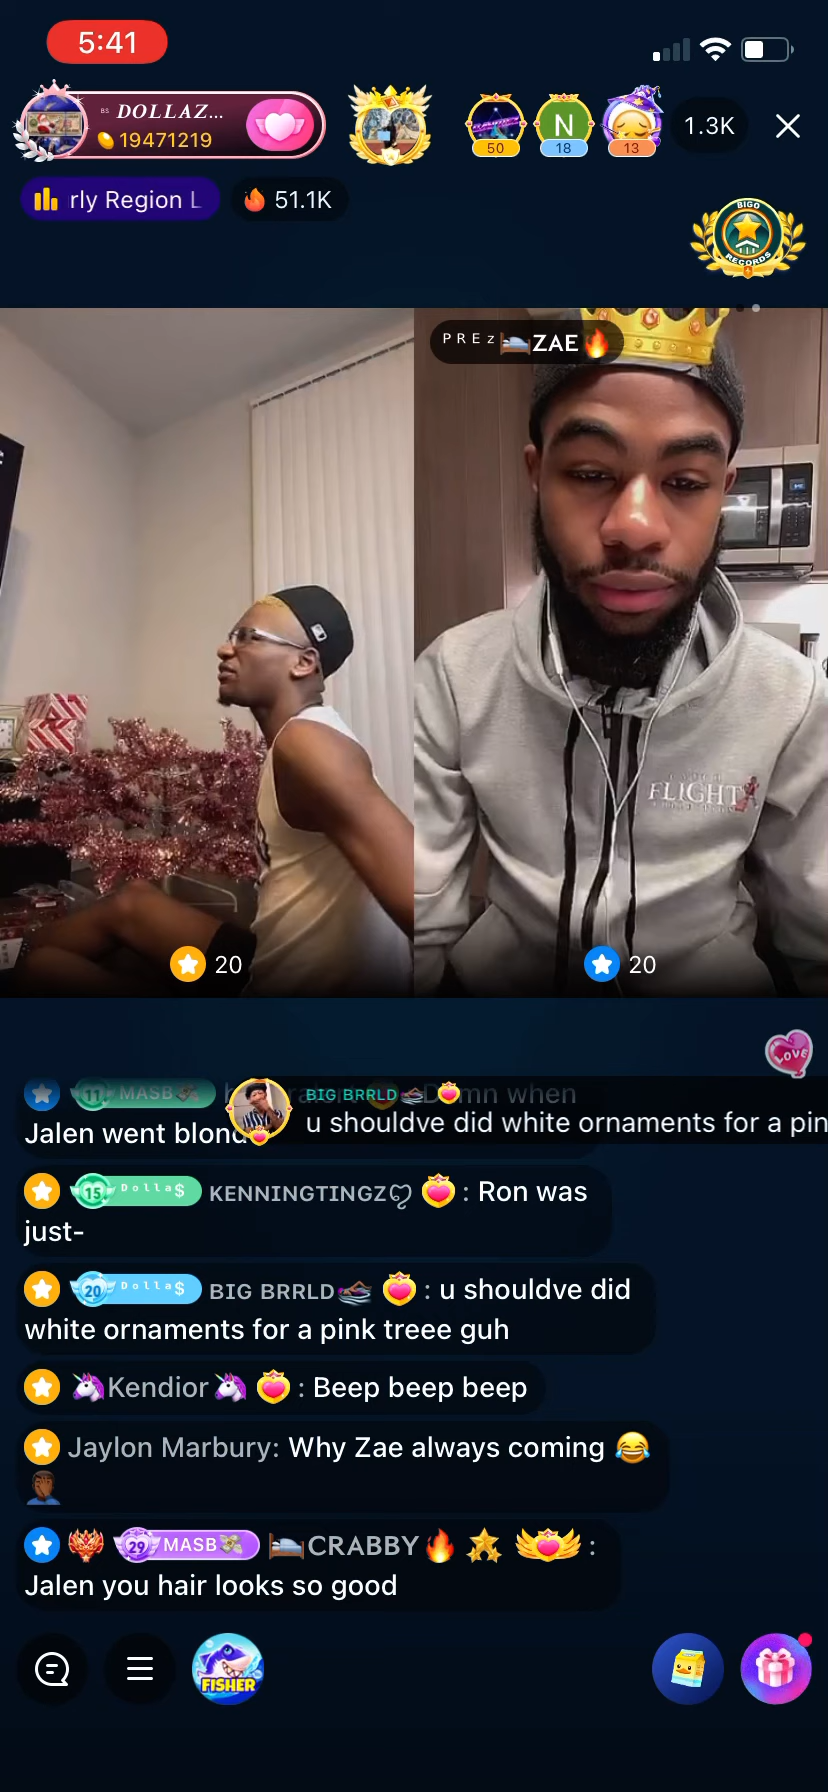 5:41
BS DOLLAZ...
19471219
50
N
18
13
1.3K
rly Region L
51.1K
BIGO
RECORDS
ᴾ ᴿ ᴱ ᶻ🛏️ZAE🔥
FLIGHT
20
20
LOVE
11 MASB💸
mn when
BIG BRRLD
u shouldve did white ornaments for a pin
Jalen went blond
15 ᴰᵒˡˡᵃ$ KENNINGTINGZ : Ron was
just-
20 ᴰᵒˡˡᵃ$ BIG BRRLD : u shouldve did
white ornaments for a pink treee guh
🦄Kendior🦄 : Beep beep beep
Jaylon Marbury: Why Zae always coming 😂
🤦🏾‍♂️
29 MASB💸 🛏️CRABBY🔥 :
Jalen you hair looks so good
FISHER